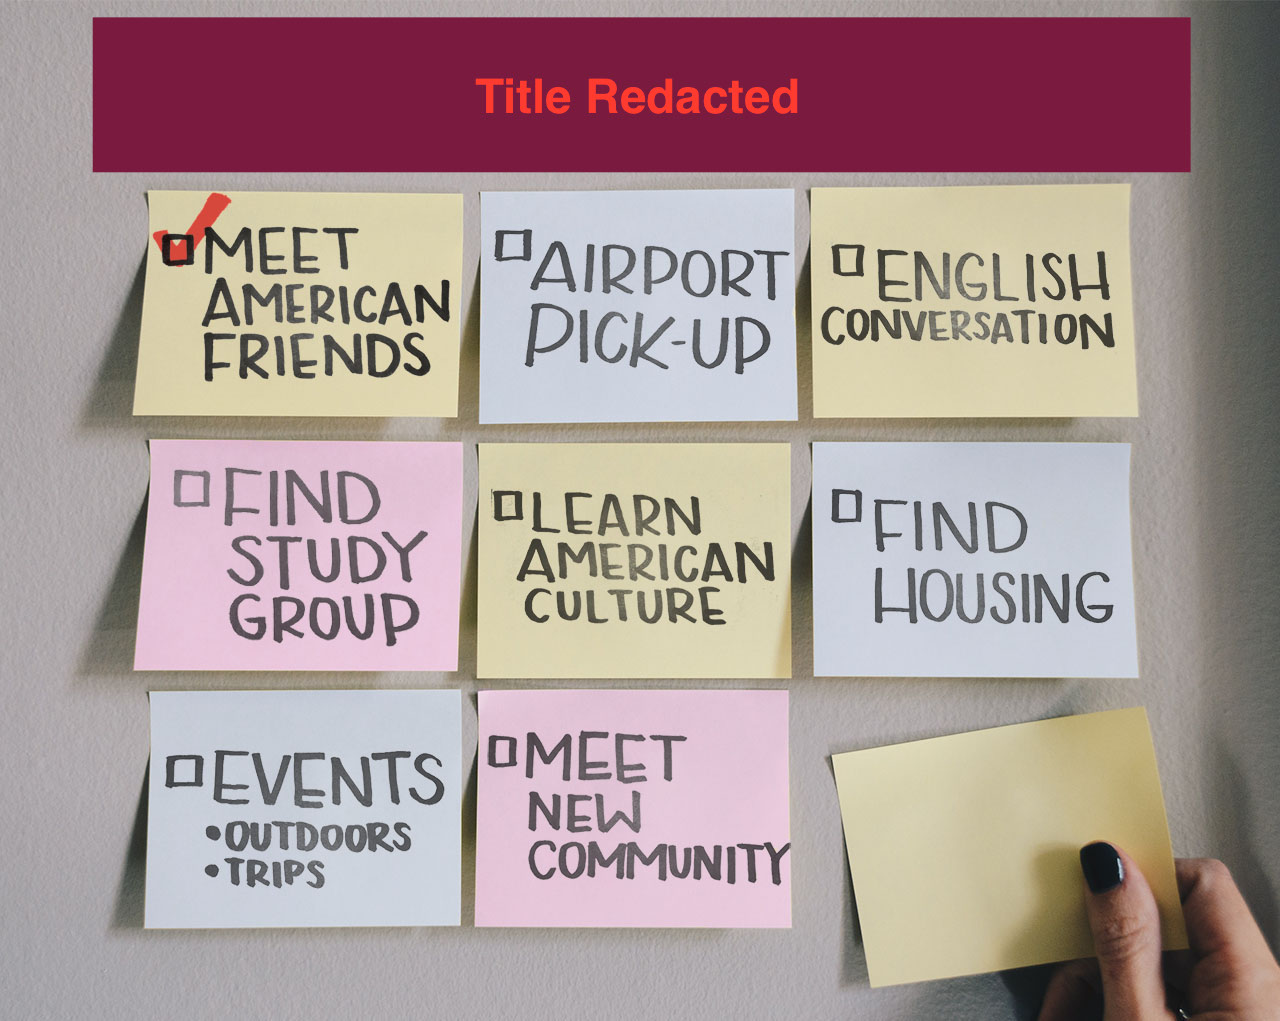 Title Redacted
MEET
AMERICAN
FRIENDS
AIRPORT
PICK-UP
ENGLISH
CONVERSATION
FIND
STUDY
GROUP
LEARN
AMERICAN
CULTURE
FIND
HOUSING
EVENTS
•OUTDOORS
•TRIPS
MEET
NEW
COMMUNITY